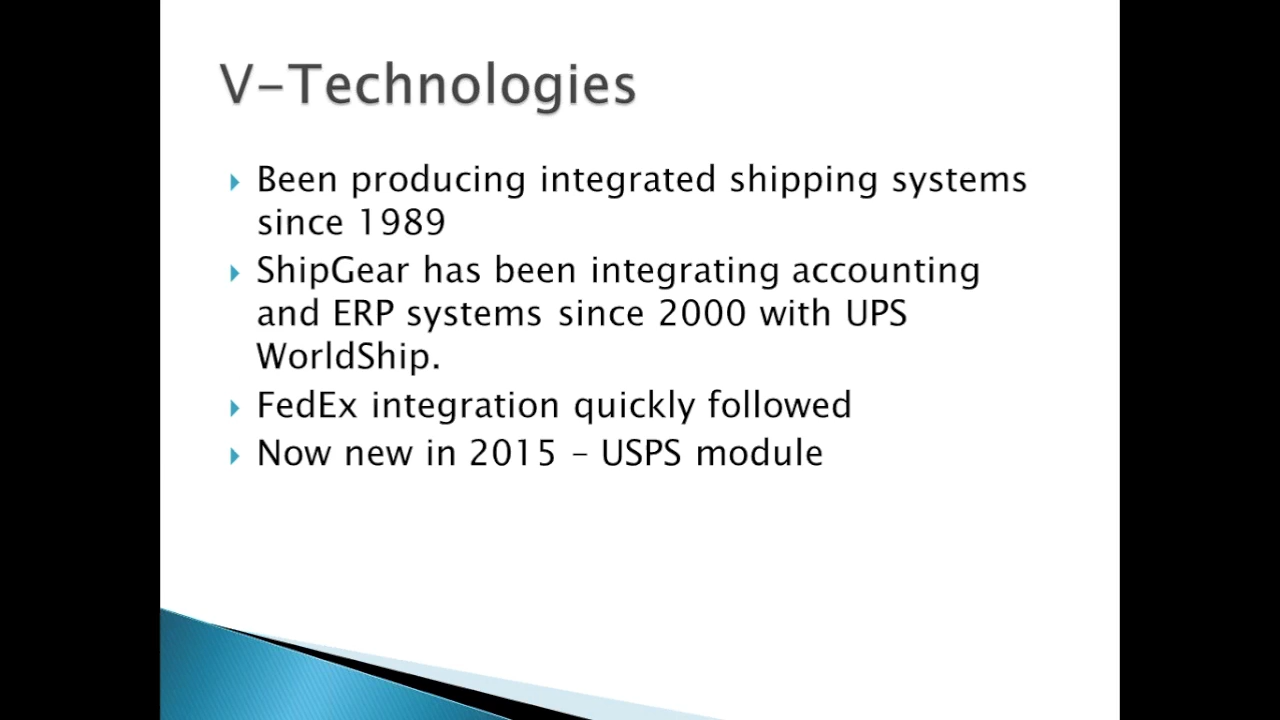 V-Technologies
Been producing integrated shipping systems
since 1989
ShipGear has been integrating accounting
and ERP systems since 2000 with UPS
WorldShip.
FedEx integration quickly followed
Now new in 2015 – USPS module